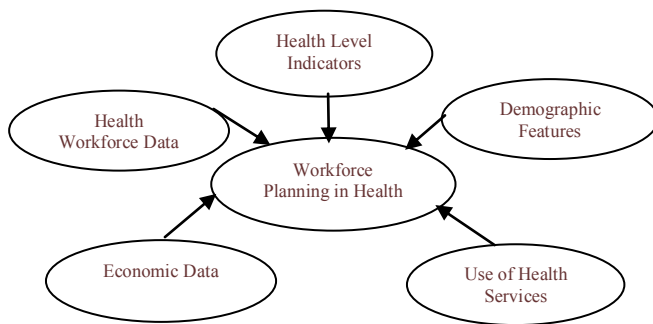 Health Level
Indicators
Health
Workforce Data
Demographic
Features
Workforce
Planning in Health
Economic Data
Use of Health
Services